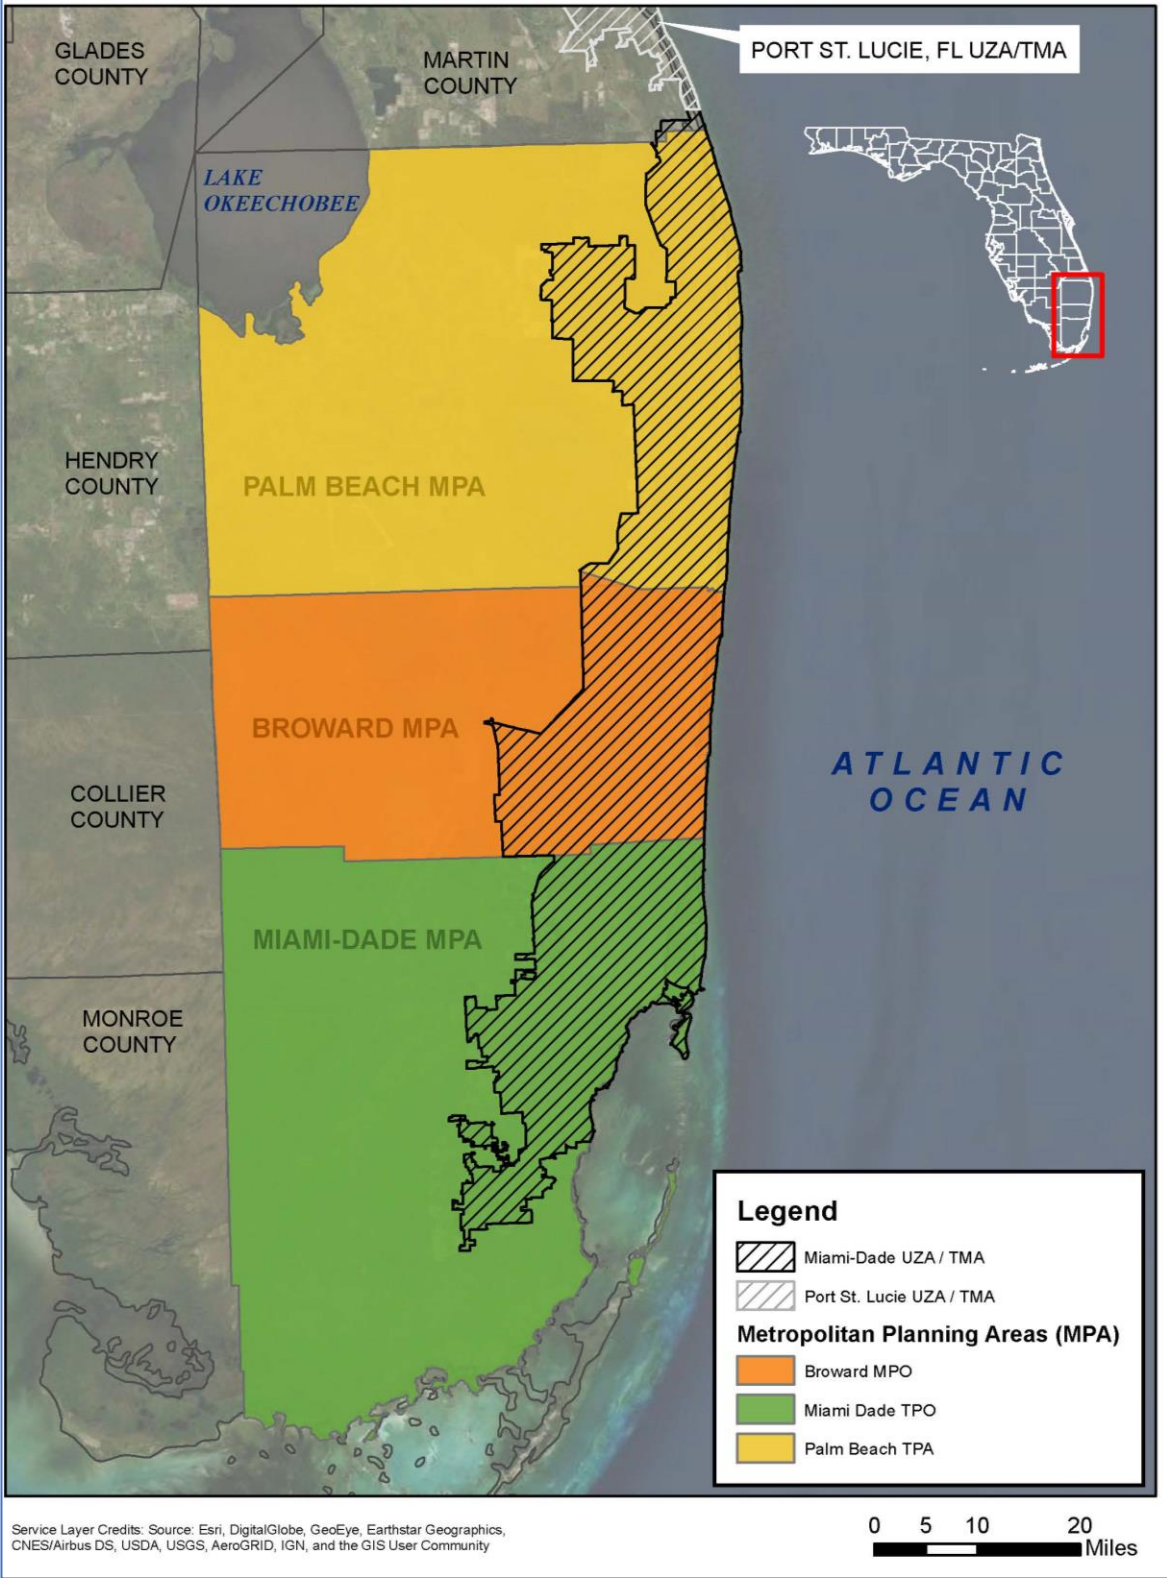 PORT ST. LUCIE, FL UZA/TMA
GLADES
COUNTY
MARTIN
COUNTY
LAKE
OKEECHOBEE
HENDRY
COUNTY
PALM BEACH MPA
BROWARD MPA
COLLIER
COUNTY
ATLANTIC
OCEAN
MIAMI-DADE MPA
MONROE
COUNTY
Legend
Miami-Dade UZA / TMA
Port St. Lucie UZA / TMA
Metropolitan Planning Areas (MPA)
Broward MPO
Miami Dade TPO
Palm Beach TPA
Service Layer Credits: Source: Esri, DigitalGlobe, GeoEye, Earthstar Geographics,
CNES/Airbus DS, USDA, USGS, AeroGRID, IGN, and the GIS User Community
0 5 10 20
Miles